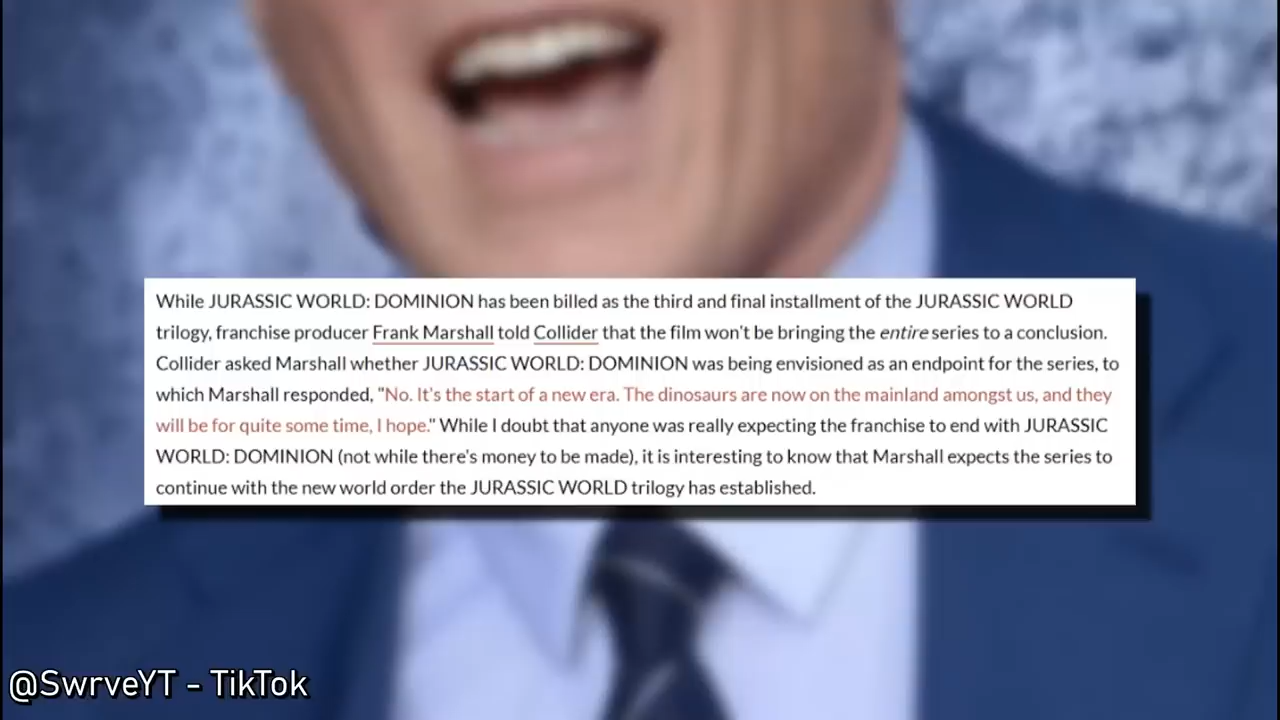 While JURASSIC WORLD: DOMINION has been billed as the third and final installment of the JURASSIC WORLD
trilogy, franchise producer Frank Marshall told Collider that the film won't be bringing the entire series to a conclusion.
Collider asked Marshall whether JURASSIC WORLD: DOMINION was being envisioned as an endpoint for the series, to
which Marshall responded, "No. It's the start of a new era. The dinosaurs are now on the mainland amongst us, and they
will be for quite some time, I hope." While I doubt that anyone was really expecting the franchise to end with JURASSIC
WORLD: DOMINION (not while there's money to be made), it is interesting to know that Marshall expects the series to
continue with the new world order the JURASSIC WORLD trilogy has established.
@SwrveYT - TikTok